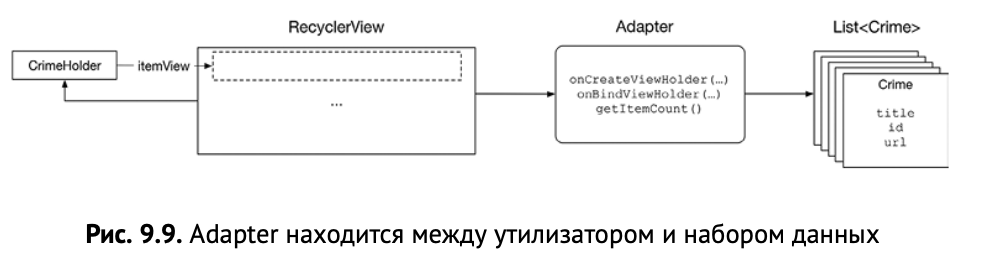 RecyclerView
Adapter
List<Crime>
CrimeHolder
itemView
...
onCreateViewHolder(…)
onBindViewHolder(…)
getItemCount()
Crime
title
id
url
Рис. 9.9. Adapter находится между утилизатором и набором данных